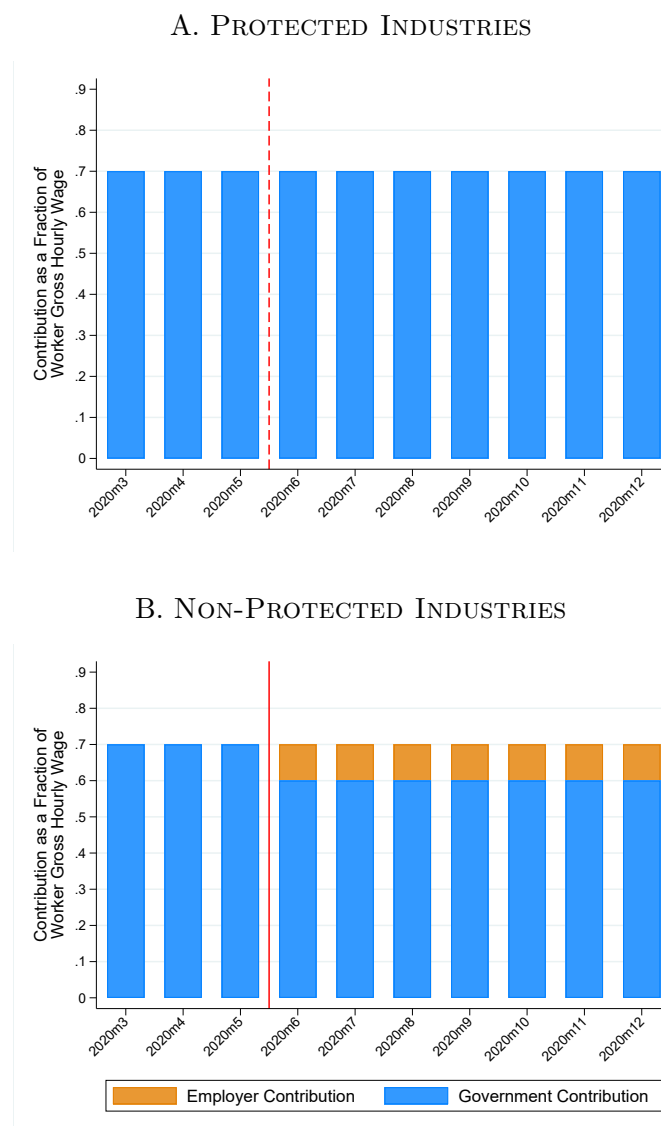 A. Protected Industries
Contribution as a Fraction of
Worker Gross Hourly Wage
.9
.8
.7
.6
.5
.4
.3
.2
.1
0
2020m3
2020m4
2020m5
2020m6
2020m7
2020m8
2020m9
2020m10
2020m11
2020m12
B. Non-Protected Industries
Contribution as a Fraction of
Worker Gross Hourly Wage
.9
.8
.7
.6
.5
.4
.3
.2
.1
0
2020m3
2020m4
2020m5
2020m6
2020m7
2020m8
2020m9
2020m10
2020m11
2020m12
Employer Contribution
Government Contribution